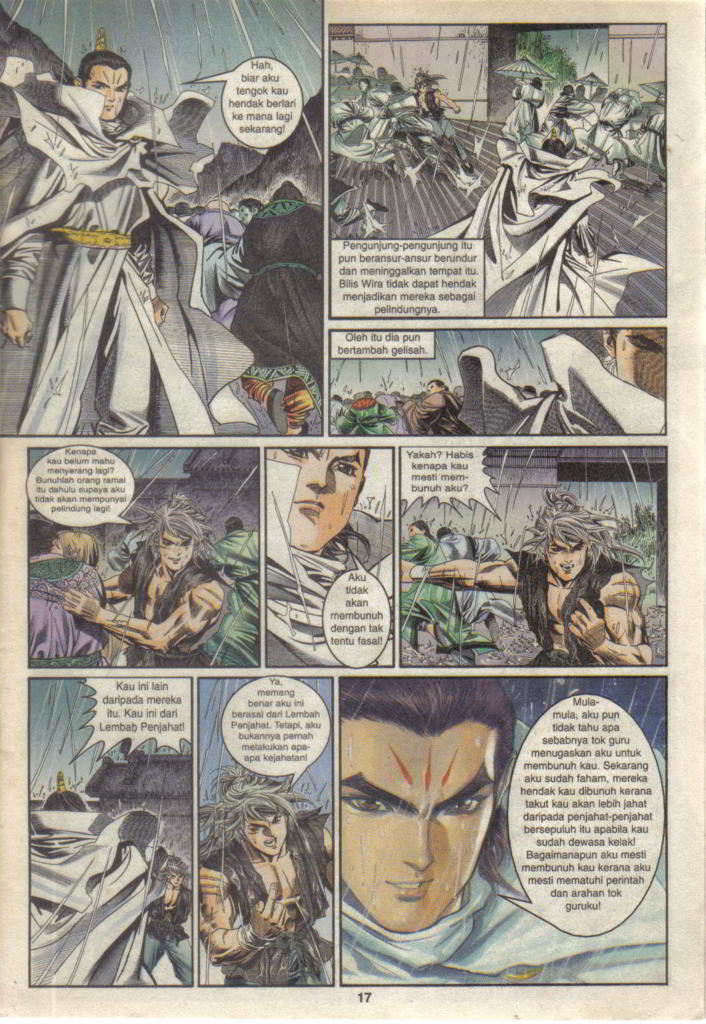 Hah,
biar aku
tengok kau
hendak berlari
ke mana lagi
sekarang!
Pengunjung-pengunjung itu
pun beransur-ansur berundur
dan meninggalkan tempat itu.
Bilis Wira tidak dapat hendak
menjadikan mereka sebagai
pelindungnya.
Oleh itu dia pun
bertambah gelisah.
Kenapa
kau belum mahu
menyerang lagi?
Bunuhlah orang ramai
itu dahulu supaya aku
tidak akan mempunyai
pelindung lagi!
Aku
tidak
akan
membunuh
dengan tak
tentu fasal!
Yakah? Habis
kenapa kau
mesti mem-
bunuh aku?
Kau ini lain
daripada mereka
itu. Kau ini dari
Lembah Penjahat!
Ya,
memang
benar aku ini
berasal dari Lembah
Penjahat. Tetapi, aku
bukannya pernah
melakukan apa-
apa kejahatan!
Mula-
mula, aku pun
tidak tahu apa
sebabnya tok guru
menugaskan aku untuk
membunuh kau. Sekarang
aku sudah faham, mereka
hendak kau dibunuh kerana
takut kau akan lebih jahat
daripada penjahat-penjahat
bersepuluh itu apabila kau
sudah dewasa kelak!
Bagaimanapun aku mesti
membunuh kau kerana aku
mesti mematuhi perintah
dan arahan tok
guruku!
17